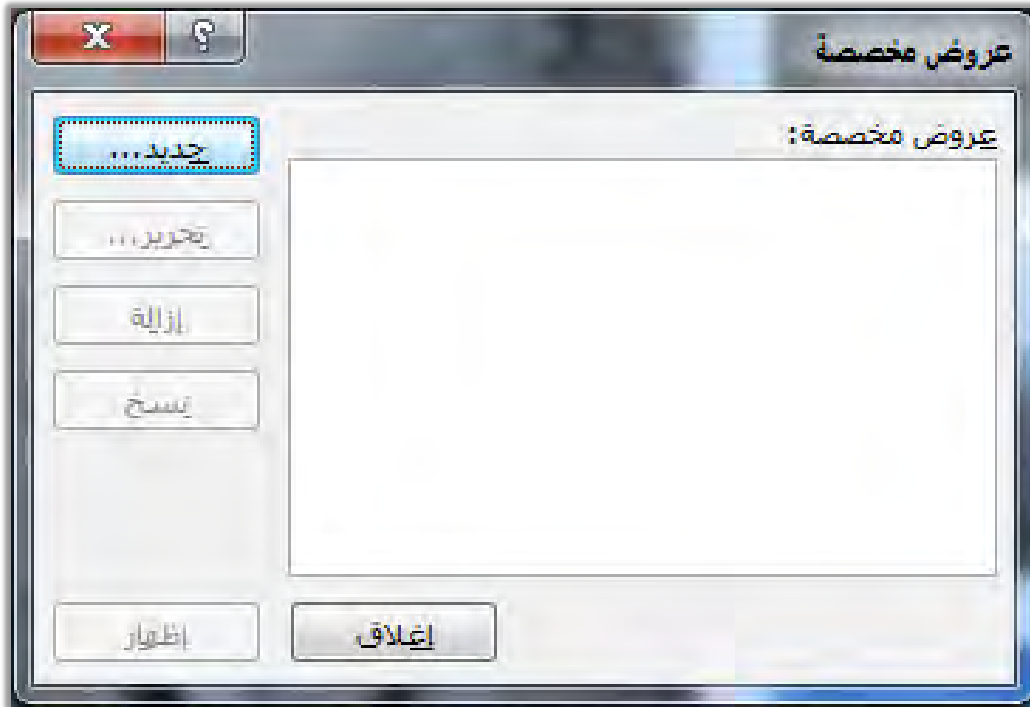 عروض مخصصة
؟
X
عروض مخصصة:
جديد...
تحرير...
إزالة
نسخ
إغلاق
إظهار